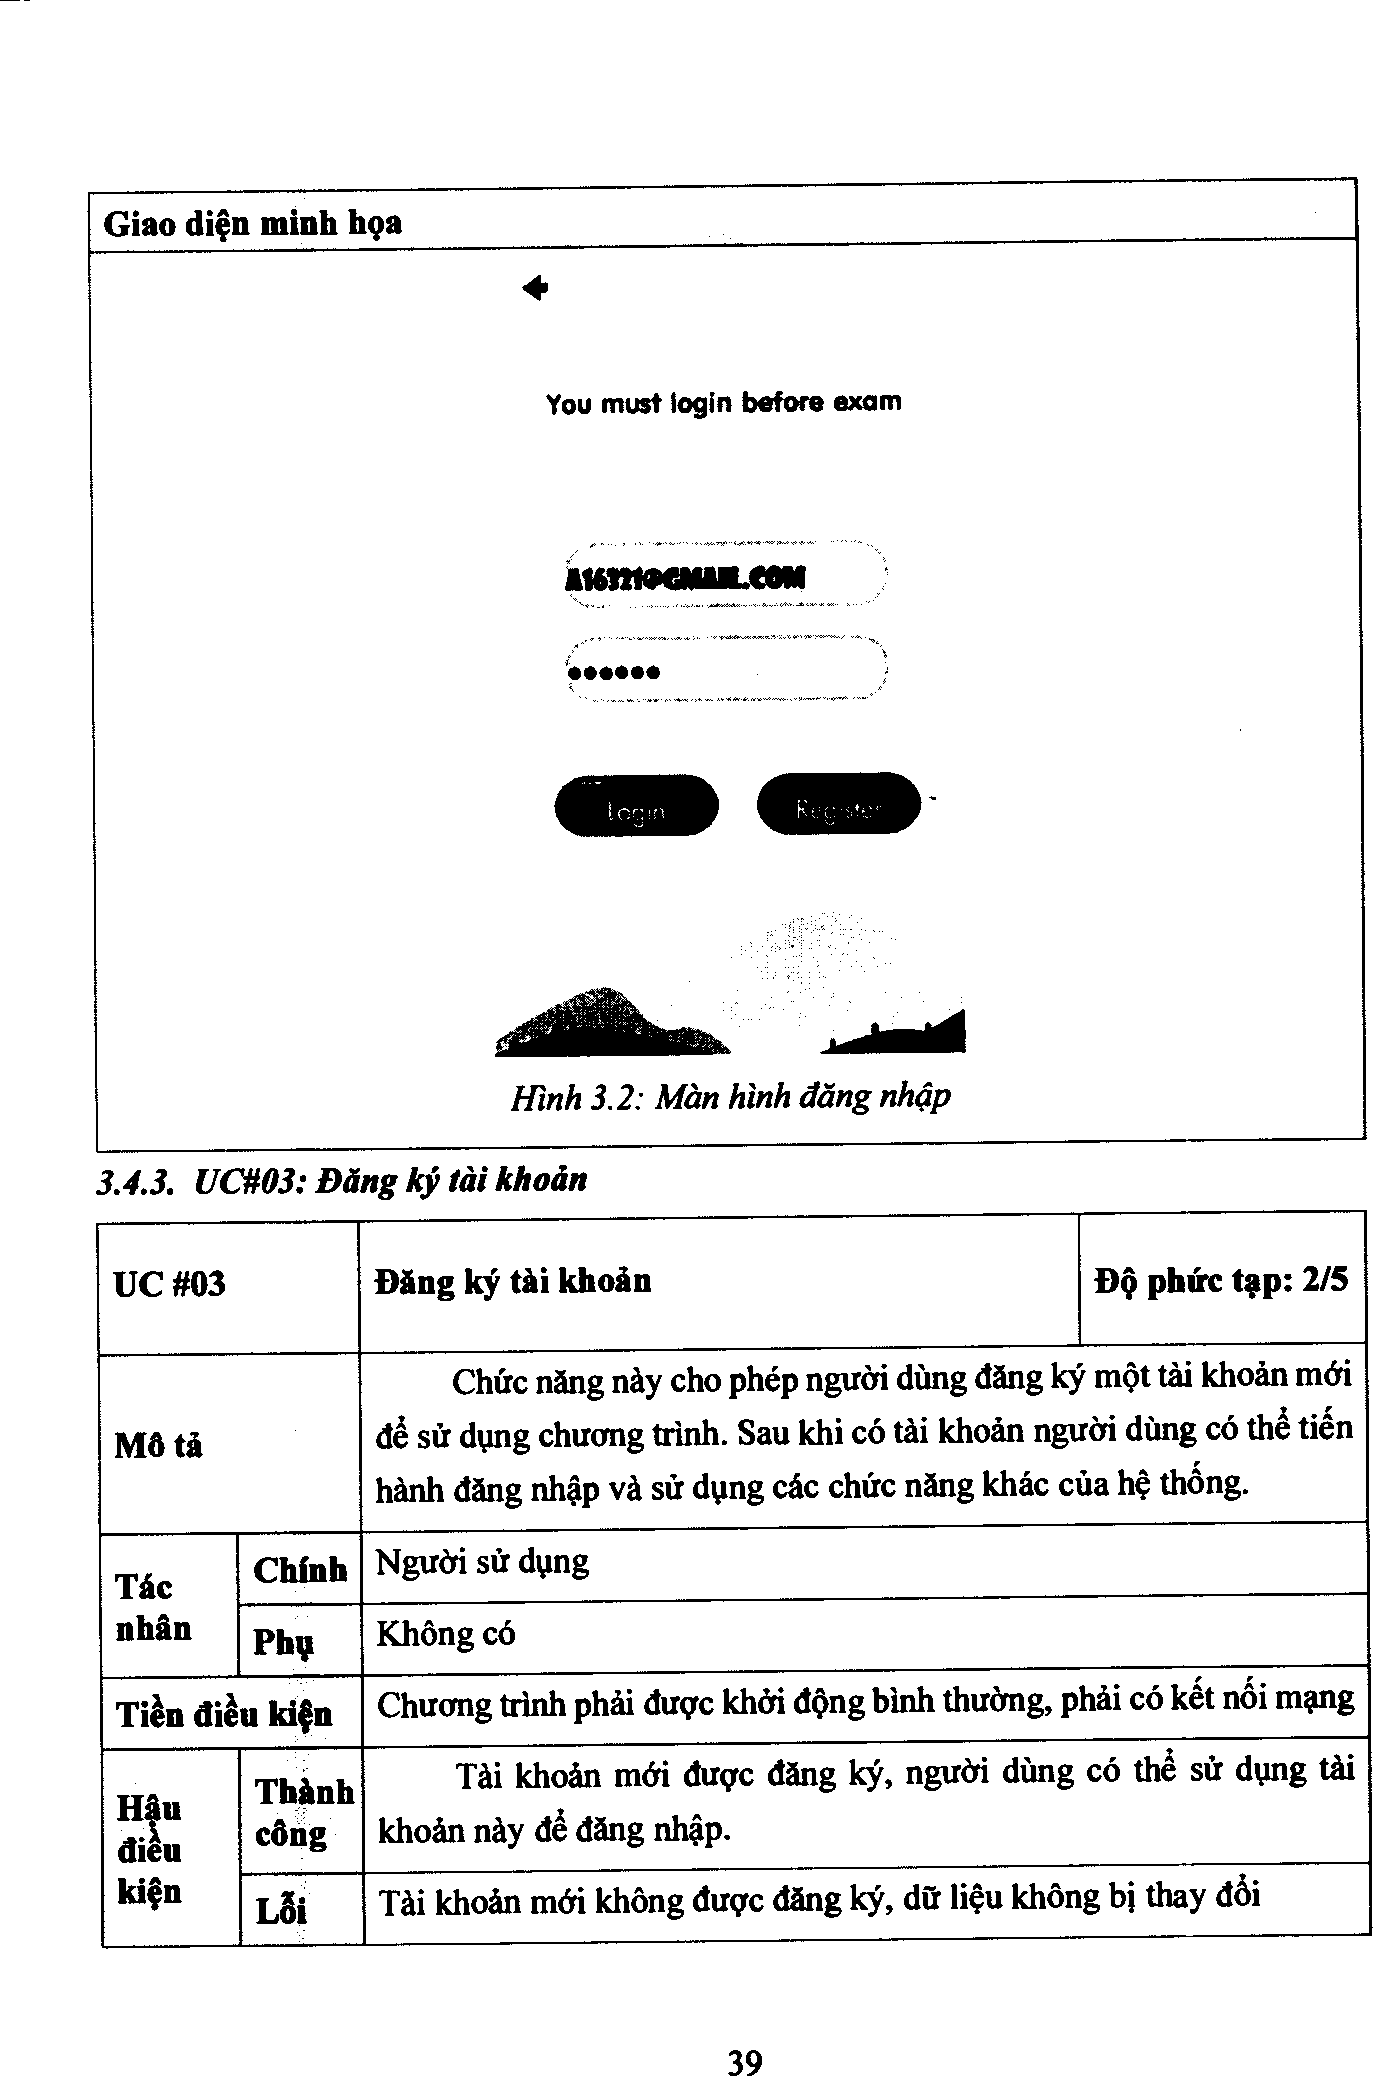 Giao diện minh họa
You must login before exam
Login Register
Hình 3.2: Màn hình đăng nhập
3.4.3. UC#03: Đăng ký tài khoản
UC #03 Đăng ký tài khoản Độ phức tạp: 2/5
Mô tả
Chức năng này cho phép người dùng đăng ký một tài khoản mới
để sử dụng chương trình. Sau khi có tài khoản người dùng có thể tiến
hành đăng nhập và sử dụng các chức năng khác của hệ thống.
Tác
nhân
Chính Người sử dụng
Phụ Không có
Tiền điều kiện Chương trình phải được khởi động bình thường, phải có kết nối mạng
Hậu
điều
kiện
Thành
công
Tài khoản mới được đăng ký, người dùng có thể sử dụng tài
khoản này để đăng nhập.
Lỗi Tài khoản mới không được đăng ký, dữ liệu không bị thay đổi
39